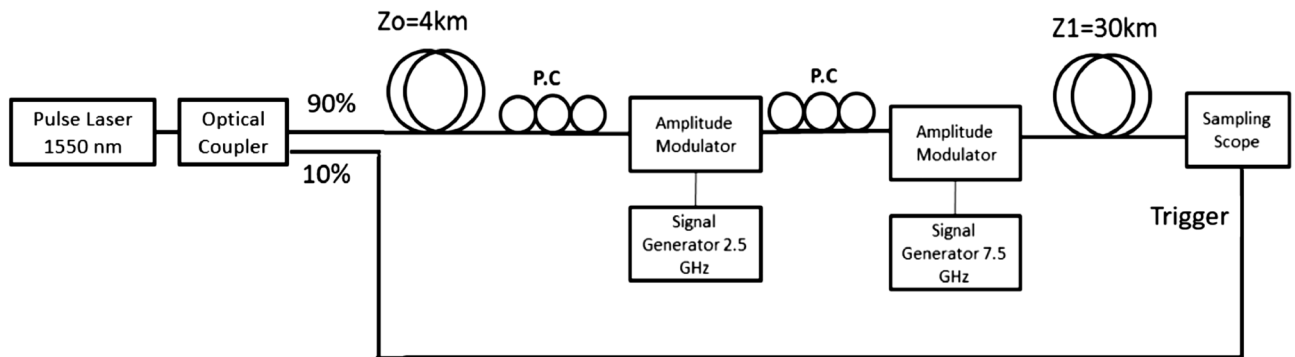 Zo=4km
Z1=30km
P.C
P.C
90%
Pulse Laser
1550 nm
Optical
Coupler
Amplitude
Modulator
Amplitude
Modulator
Sampling
Scope
10%
Signal
Generator 2.5
GHz
Signal
Generator 7.5
GHz
Trigger